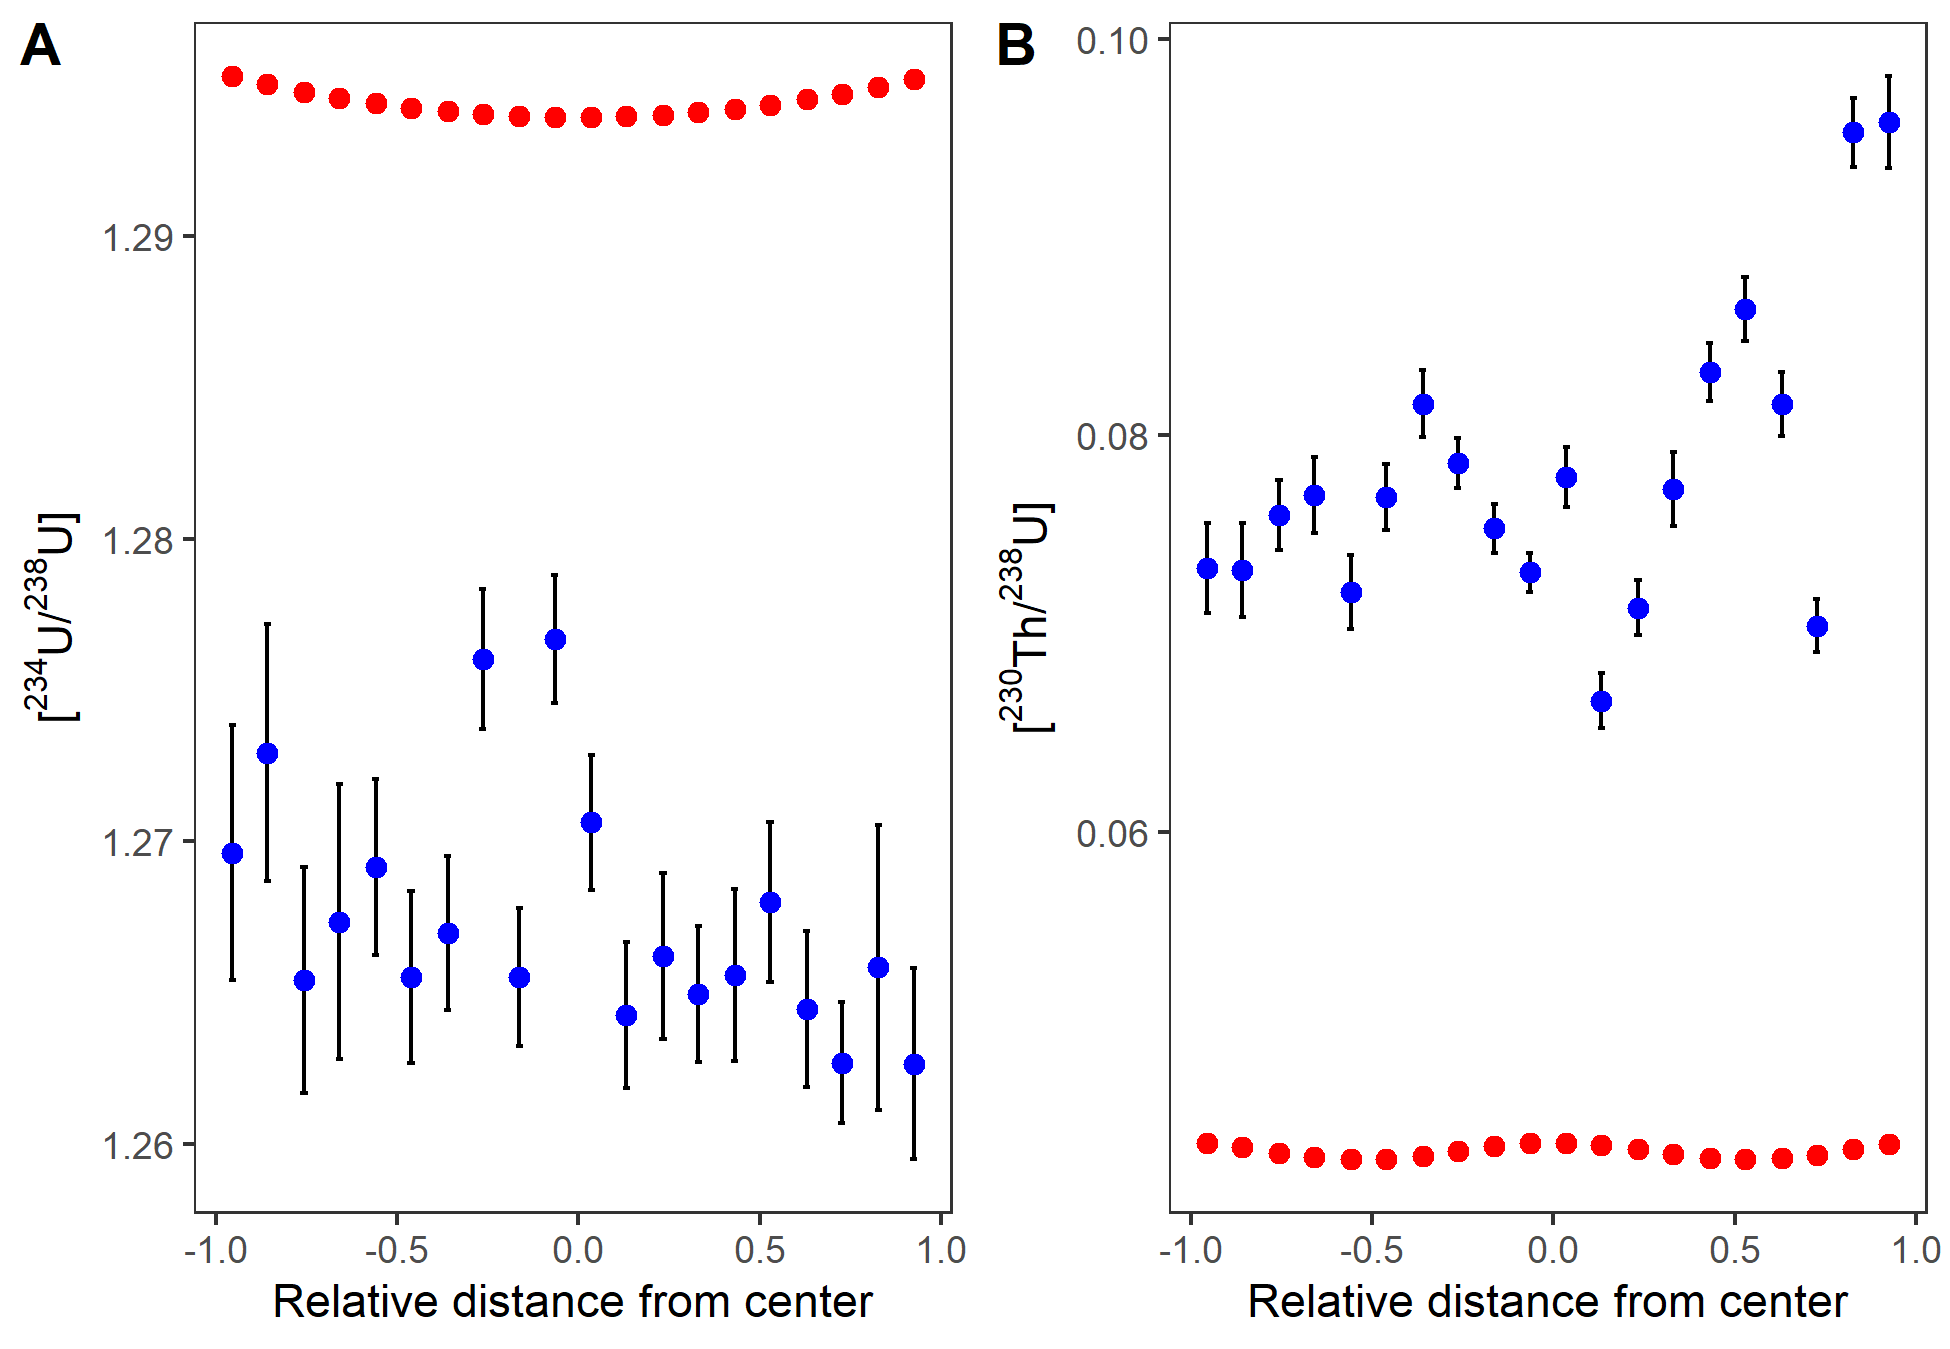 A
1.29
1.28
1.27
1.26
[²³⁴U/²³⁸U]
-1.0 -0.5 0.0 0.5 1.0
Relative distance from center
B
0.10
0.08
0.06
[²³⁰Th/²³⁸U]
-1.0 -0.5 0.0 0.5 1.0
Relative distance from center